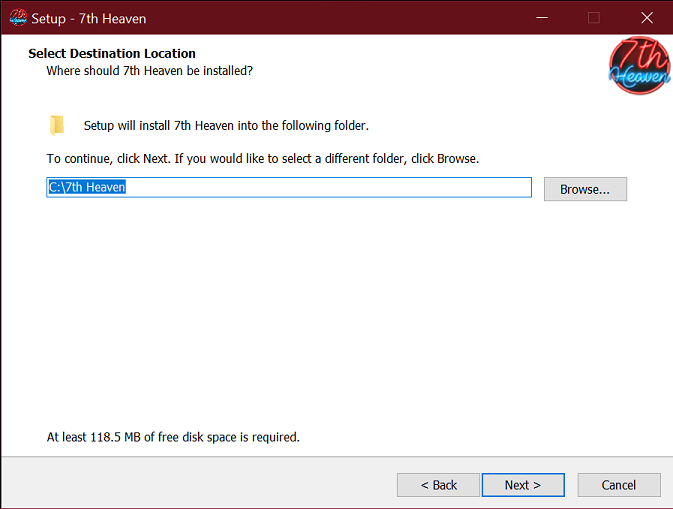 Setup - 7th Heaven
Select Destination Location
Where should 7th Heaven be installed?
7th
Heaven
Setup will install 7th Heaven into the following folder.
To continue, click Next. If you would like to select a different folder, click Browse.
C:\7th Heaven
Browse...
At least 118.5 MB of free disk space is required.
< Back
Next >
Cancel